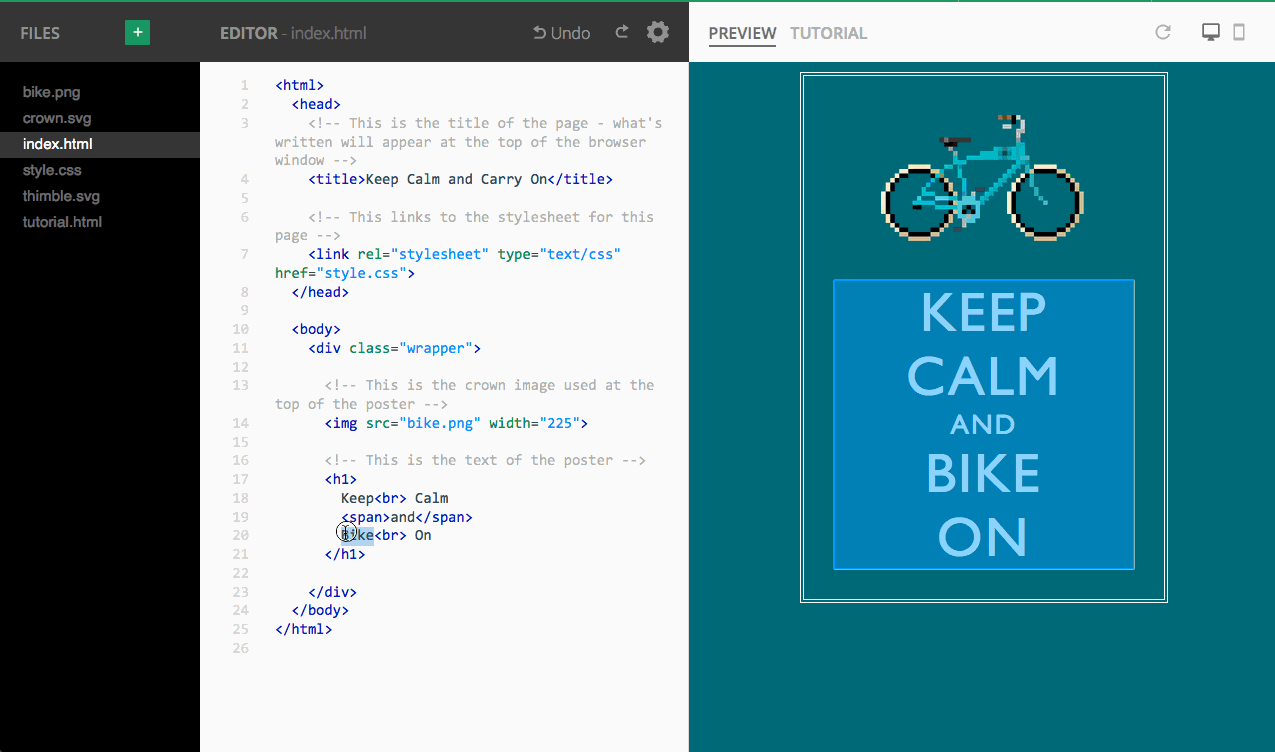 FILES
+
EDITOR - index.html
Undo
PREVIEW
TUTORIAL
bike.png
crown.svg
index.html
style.css
thimble.svg
tutorial.html
1 <html>
2 <head>
3 <!-- This is the title of the page - what's
written will appear at the top of the browser
window -->
4 <title>Keep Calm and Carry On</title>
5
6 <!-- This links to the stylesheet for this
page -->
7 <link rel="stylesheet" type="text/css"
href="style.css">
8 </head>
9
10 <body>
11 <div class="wrapper">
12
13 <!-- This is the crown image used at the
top of the poster -->
14 <img src="bike.png" width="225">
15
16 <!-- This is the text of the poster -->
17 <h1>
18 Keep<br> Calm
19 <span>and</span>
20 Bike<br> On
21 </h1>
22
23 </div>
24 </body>
25 </html>
26
KEEP
CALM
AND
BIKE
ON